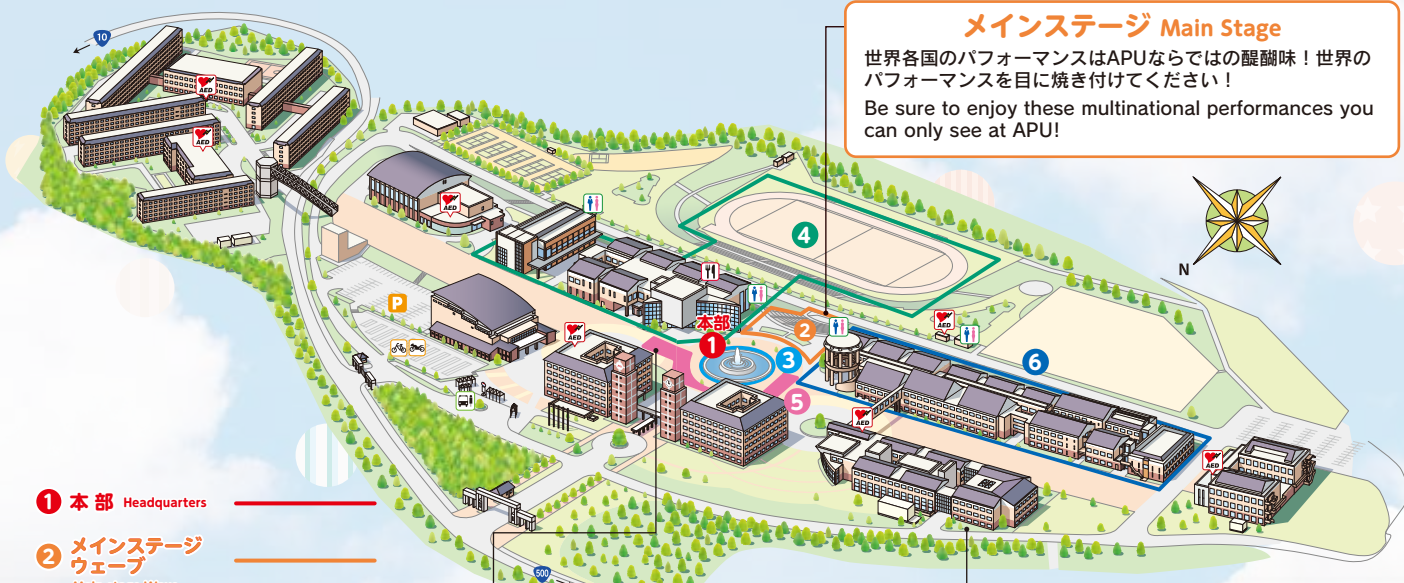 メインステージ Main Stage
世界各国のパフォーマンスはAPUならではの醍醐味！世界の
パフォーマンスを目に焼き付けてください！
Be sure to enjoy these multinational performances you
can only see at APU!
10
AED
AED
AED
4
N
P
本部
1
2
3
AED
AED
6
5
AED
AED
1 本部 Headquarters
2 メインステージ
ウェーブ
500